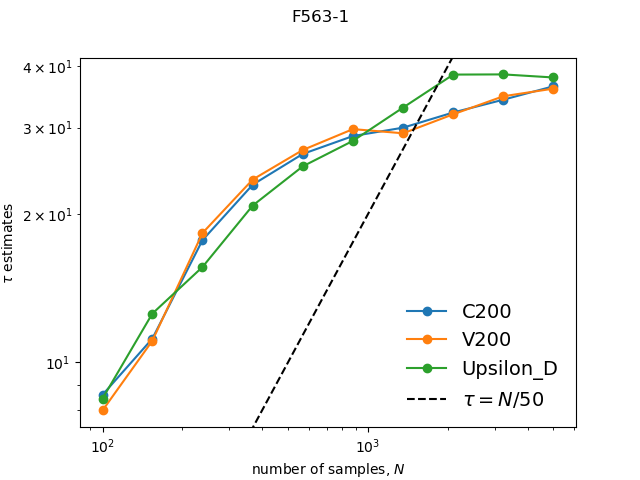 F563-1
τ estimates
4 × 10¹
3 × 10¹
2 × 10¹
10¹
C200
V200
Upsilon_D
τ = N/50
10² 10³
number of samples, N